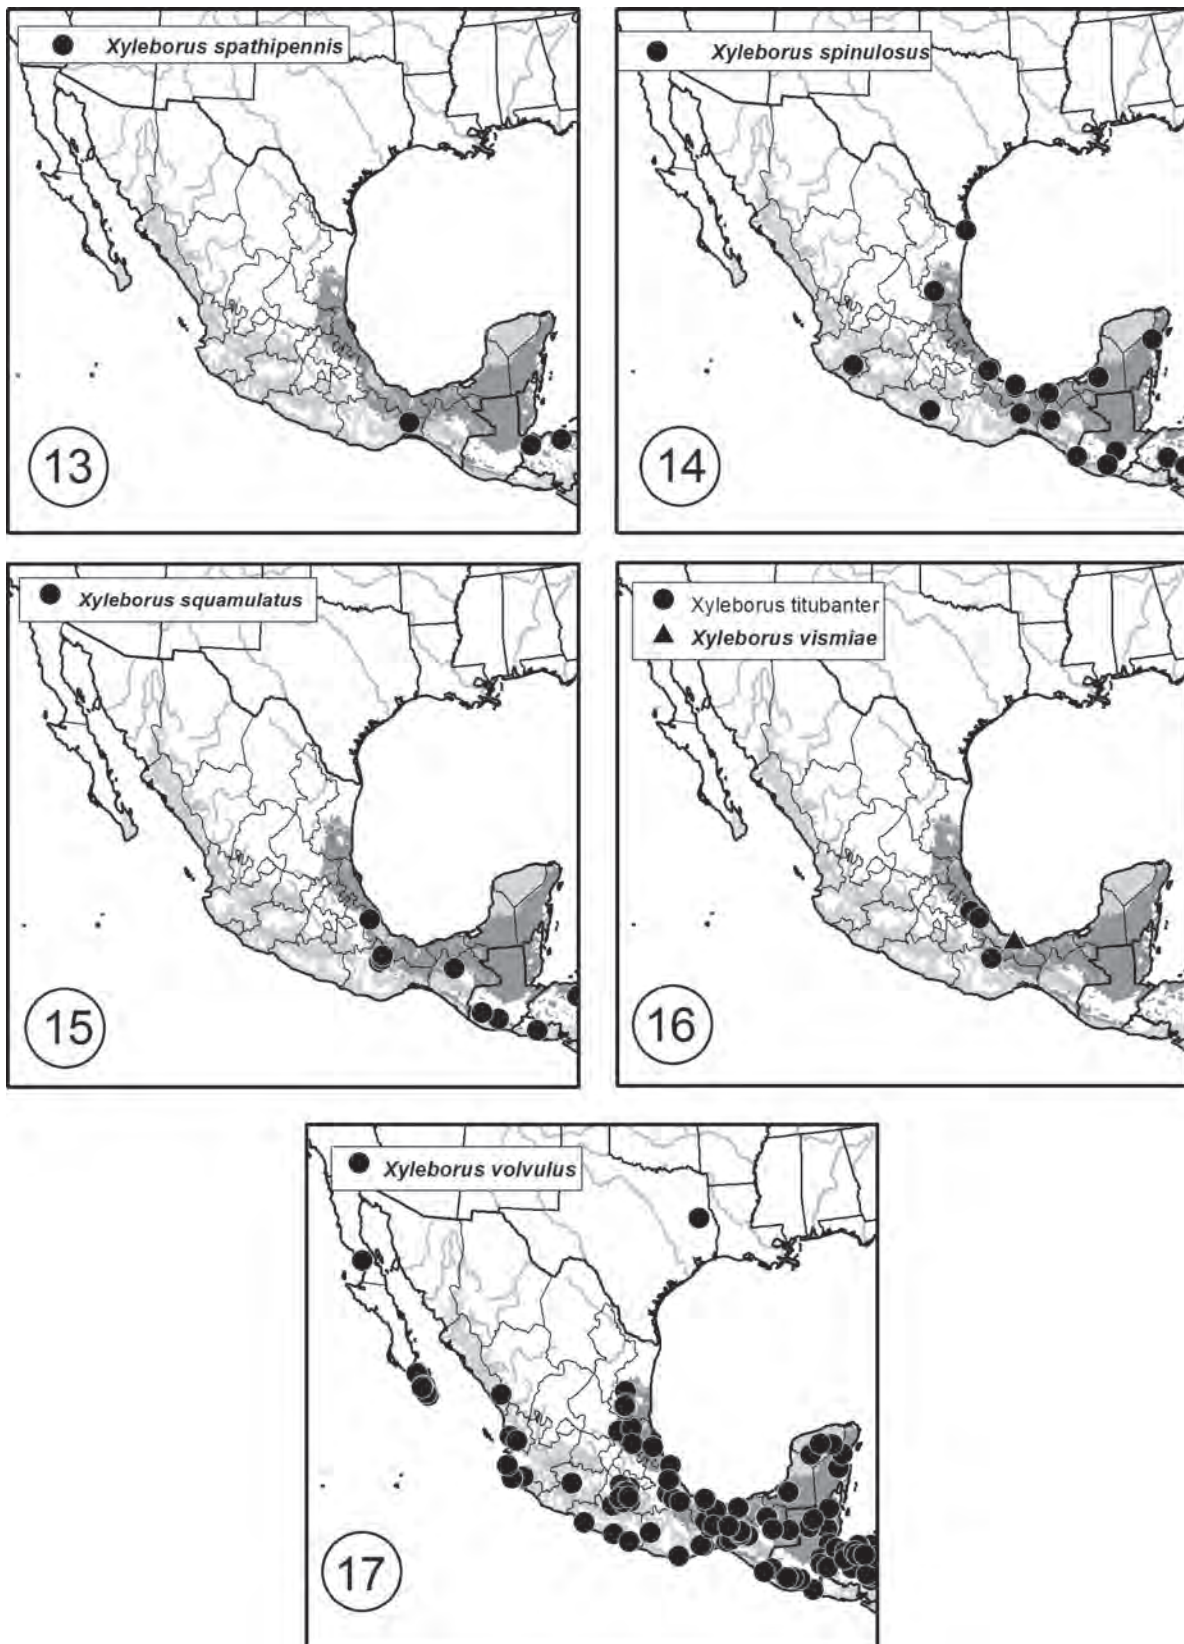 Xyleborus spathipennis
13
Xyleborus spinulosus
14
Xyleborus squamulatus
15
Xyleborus titubanter
Xyleborus vismiae
16
Xyleborus volvulus
17